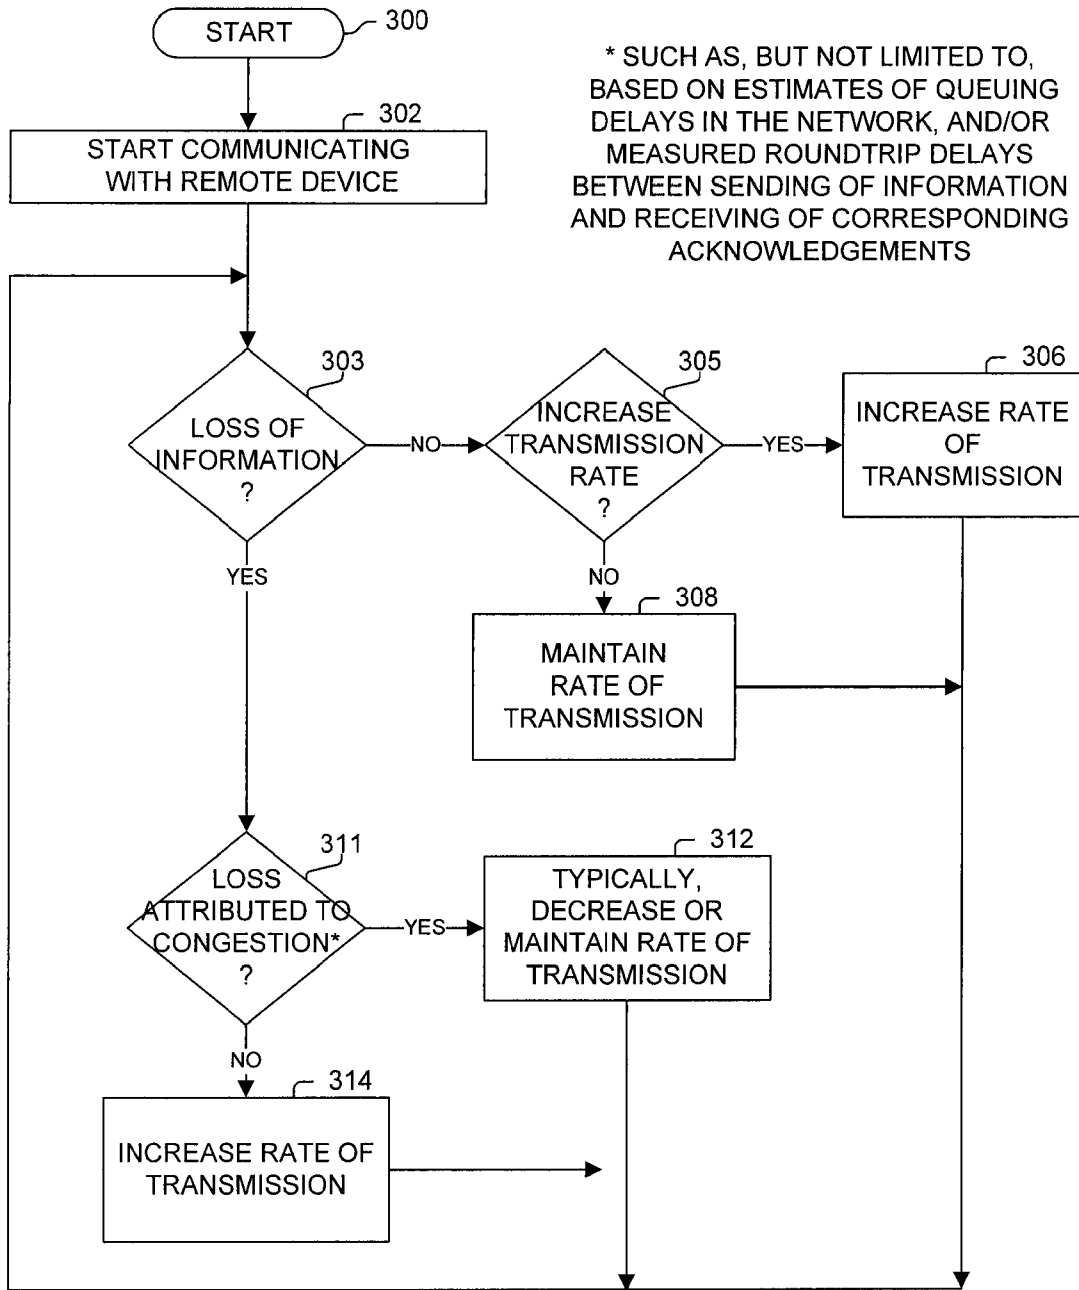 START
300
* SUCH AS, BUT NOT LIMITED TO,
BASED ON ESTIMATES OF QUEUING
DELAYS IN THE NETWORK, AND/OR
MEASURED ROUNDTRIP DELAYS
BETWEEN SENDING OF INFORMATION
AND RECEIVING OF CORRESPONDING
ACKNOWLEDGEMENTS
302
START COMMUNICATING
WITH REMOTE DEVICE
303
LOSS OF
INFORMATION
?
NO
305
INCREASE
TRANSMISSION
RATE
?
YES
306
INCREASE RATE
OF
TRANSMISSION
YES
NO
308
MAINTAIN
RATE OF
TRANSMISSION
311
LOSS
ATTRIBUTED TO
CONGESTION*
?
YES
312
TYPICALLY,
DECREASE OR
MAINTAIN RATE OF
TRANSMISSION
NO
314
INCREASE RATE OF
TRANSMISSION